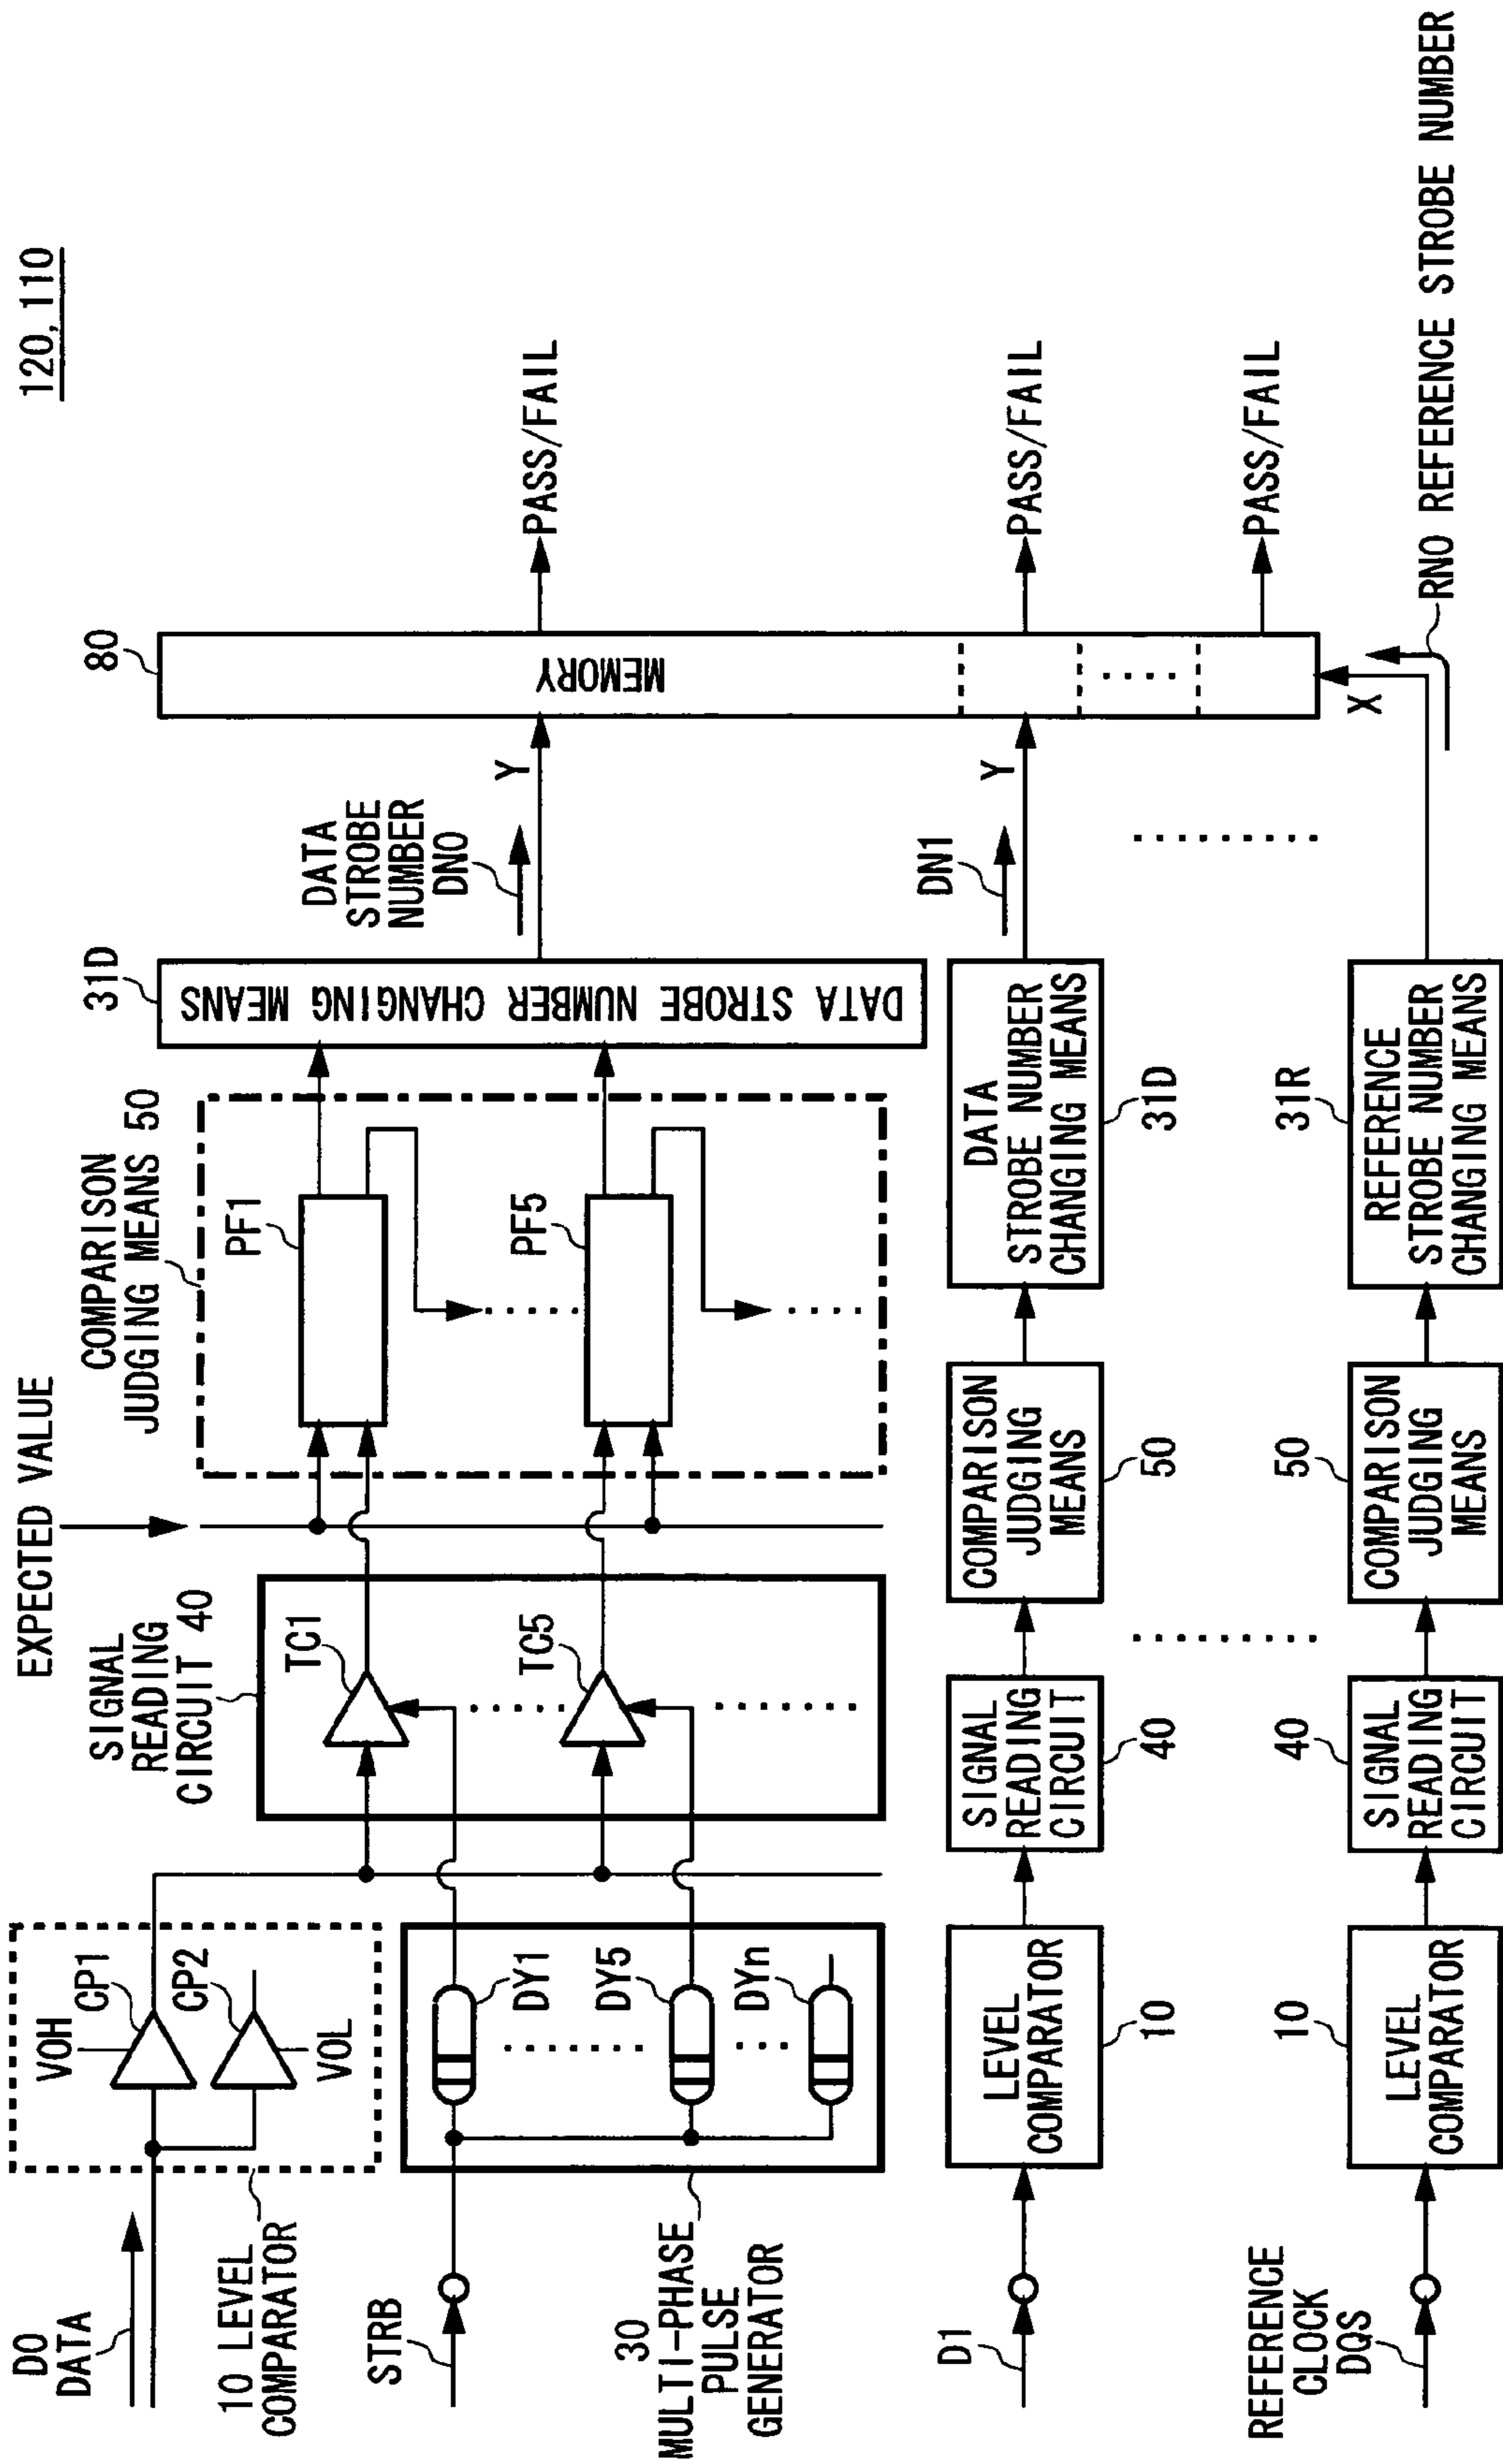 120, 110
D0
DATA
10 LEVEL
COMPARATOR
VOH
CP1
CP2
VOL
STRB
30
MULTI-PHASE
PULSE
GENERATOR
DY1
DY5
DYn
SIGNAL
READING
CIRCUIT 40
TC1
TC5
EXPECTED VALUE
COMPARISON
JUDGING MEANS 50
PF1
PF5
31D
DATA STROBE NUMBER CHANGING MEANS
DATA
STROBE
NUMBER
DN0
Y
80
MEMORY
PASS/FAIL
D1
LEVEL
COMPARATOR
10
SIGNAL
READING
CIRCUIT
40
COMPARISON
JUDGING
MEANS
50
DATA
STROBE NUMBER
CHANGING MEANS
31D
DN1
Y
PASS/FAIL
PASS/FAIL
REFERENCE
CLOCK
DQS
10
LEVEL
COMPARATOR
40
SIGNAL
READING
CIRCUIT
50
COMPARISON
JUDGING
MEANS
31R
REFERENCE
STROBE NUMBER
CHANGING MEANS
X
RNO REFERENCE STROBE NUMBER